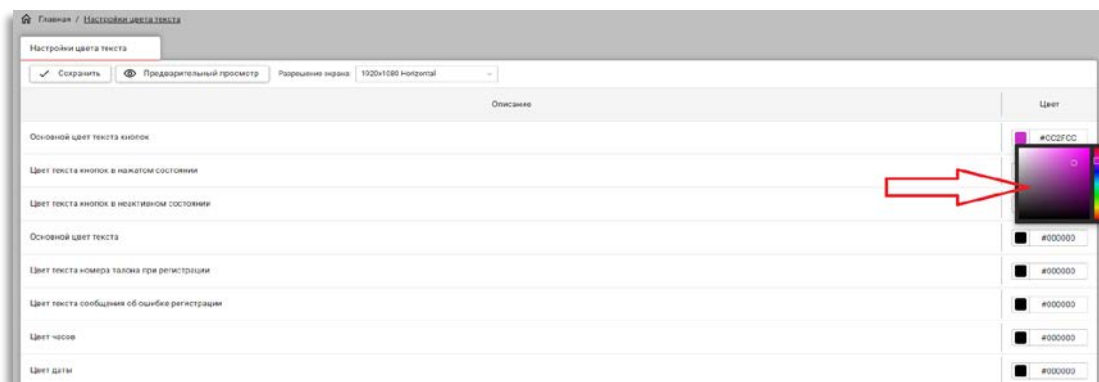 Главная / Настройки цвета текста
Настройки цвета текста
Сохранить Предварительный просмотр Разрешение экрана: 1920x1080 Horizontal
Описание Цвет
Основной цвет текста кнопок #CC2FCC
Цвет текста кнопок в нажатом состоянии
Цвет текста кнопок в неактивном состоянии
Основной цвет текста #000000
Цвет текста номера талона при регистрации #000000
Цвет текста сообщения об ошибке регистрации #000000
Цвет часов #000000
Цвет даты #000000